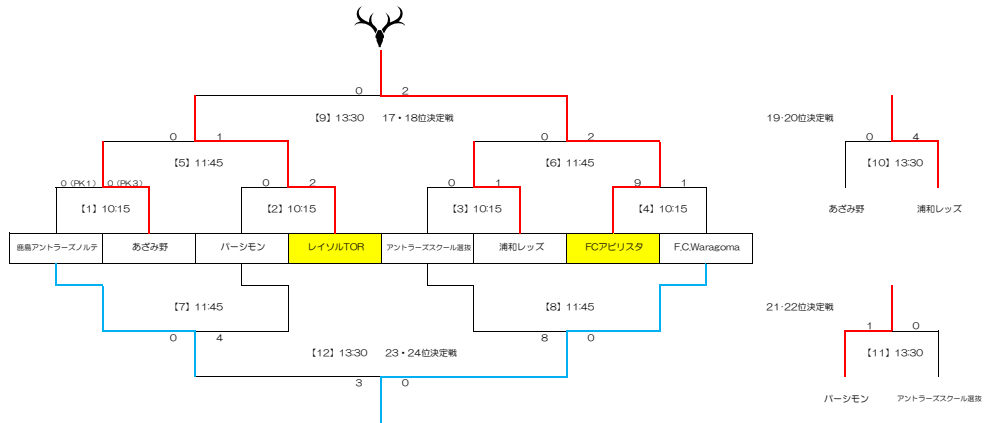 0 2
【9】13:30 17・18位決定戦
19・20位決定戦
0 1
0 2
0 4
【5】11:45
【6】11:45
【10】13:30
0（PK1） 0（PK3）
0 2
0 1
9 1
【1】10:15
【2】10:15
【3】10:15
【4】10:15
あざみ野
浦和レッズ
鹿島アントラーズノルテ
あざみ野
パーシモン
レイソルTOR
アントラーズスクール選抜
浦和レッズ
FCアビリスタ
F.C.Waragoma
【7】11:45
【8】11:45
21・22位決定戦
0 4
8 0
1 0
【12】13:30 23・24位決定戦
【11】13:30
3 0
パーシモン
アントラーズスクール選抜